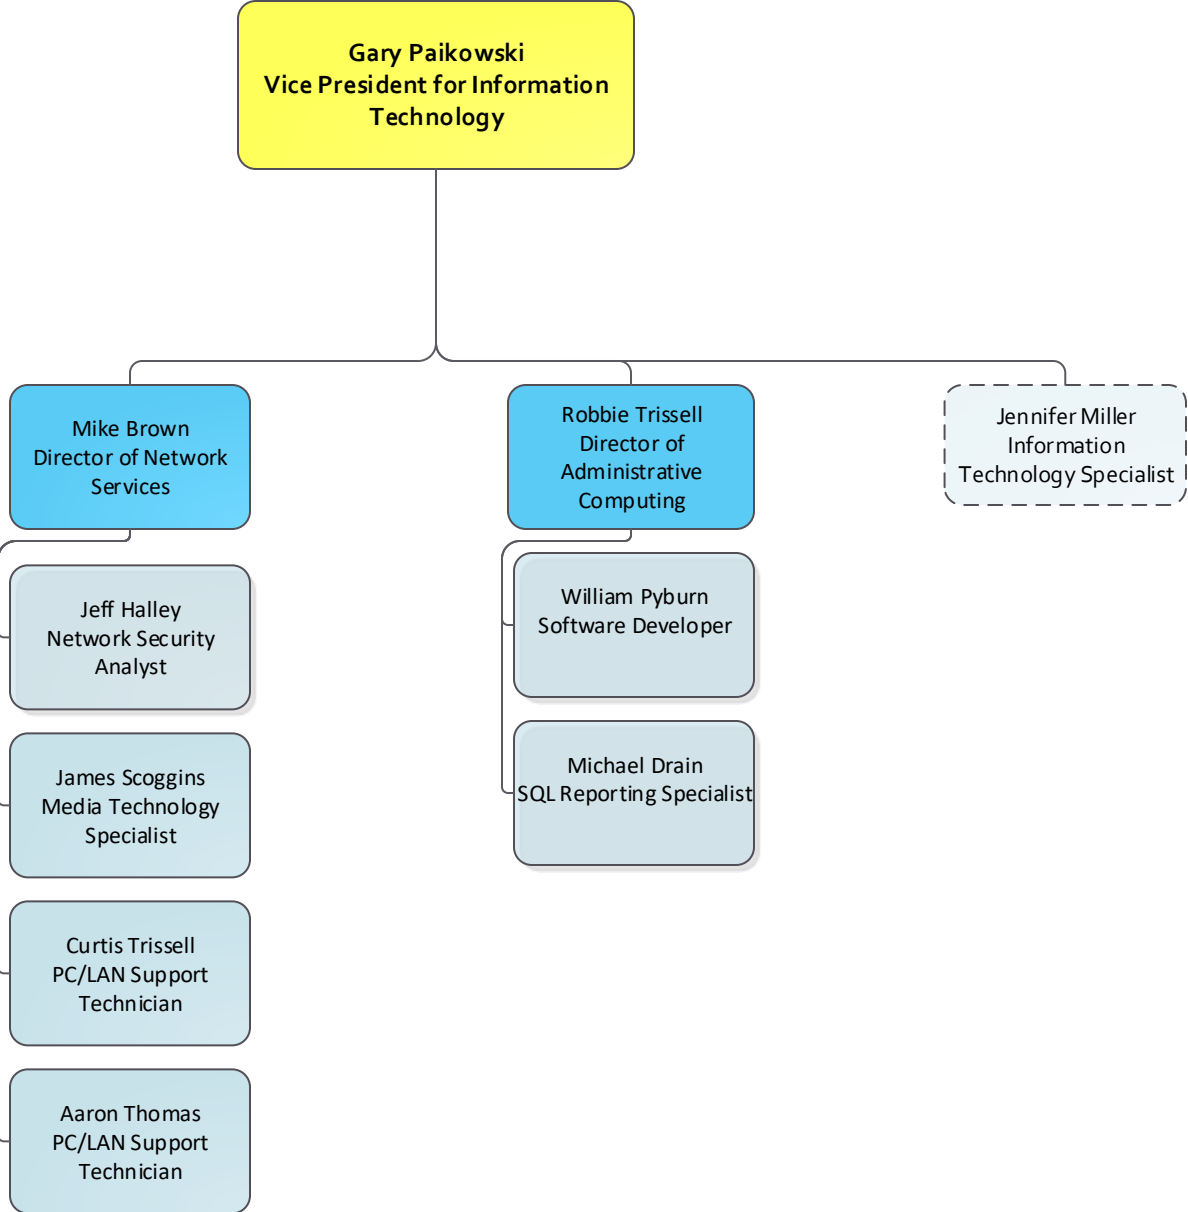 Gary Paikowski
Vice President for Information
Technology
Mike Brown
Director of Network
Services
Robbie Trissell
Director of
Administrative
Computing
Jennifer Miller
Information
Technology Specialist
Jeff Halley
Network Security
Analyst
William Pyburn
Software Developer
James Scoggins
Media Technology
Specialist
Michael Drain
SQL Reporting Specialist
Curtis Trissell
PC/LAN Support
Technician
Aaron Thomas
PC/LAN Support
Technician